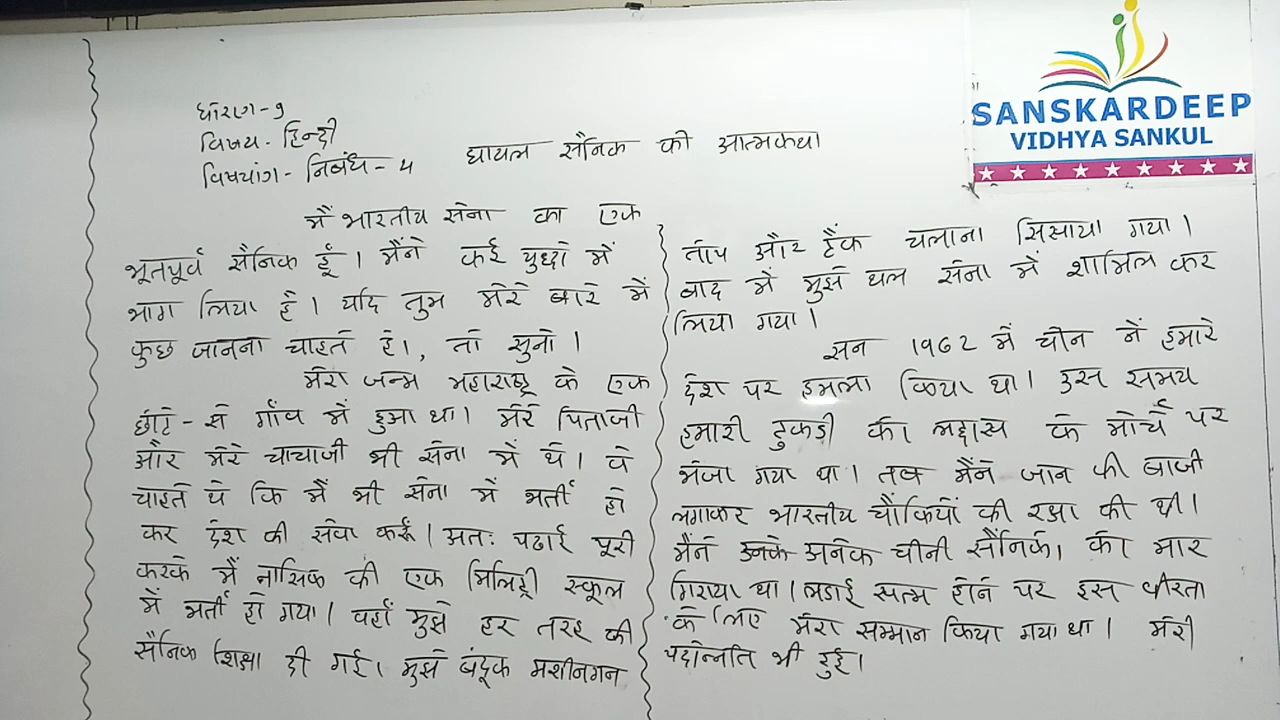 SANSKARDEEP
VIDHYA SANKUL
धोरण-9
विषय- हिन्दी
विषयांग- निबंध- 4
घायल सैनिक की आत्मकथा
मैं भारतीय सेना का एक
भूतपूर्व सैनिक हूँ। मैंने कई युद्धों में
भाग लिया है। यदि तुम मेरे बारे में
कुछ जानना चाहते हो, तो सुनो।
मेरा जन्म महाराष्ट्र के एक
छोटे-से गाँव में हुआ था। मेरे पिताजी
और मेरे चाचाजी भी सेना में थे। वे
चाहते थे कि मैं भी सेना में भर्ती हो
कर देश की सेवा करूँ। अतः पढाई पूरी
करके मैं नासिक की एक मिलिट्री स्कूल
में भर्ती हो गया। वहाँ मुझे हर तरह की
सैनिक शिक्षा दी गई। मुझे बंदूक मशीनगन
तोप और टैंक चलाना सिखाया गया।
बाद में मुझे थल सेना में शामिल कर
लिया गया।
सन १९६२ में चीन ने हमारे
देश पर हमला किया था। उस समय
हमारी टुकडी को लद्दाख के मोर्चे पर
भेजा गया था। तब मैंने जान की बाजी
लगाकर भारतीय चौकियों की रक्षा की थी।
मैंने उनके अनेक चीनी सैनिकों को मार
गिराया था। लडाई खत्म होने पर इस वीरता
के लिए मेरा सम्मान किया गया था। मेरी
पदोन्नति भी हुई।